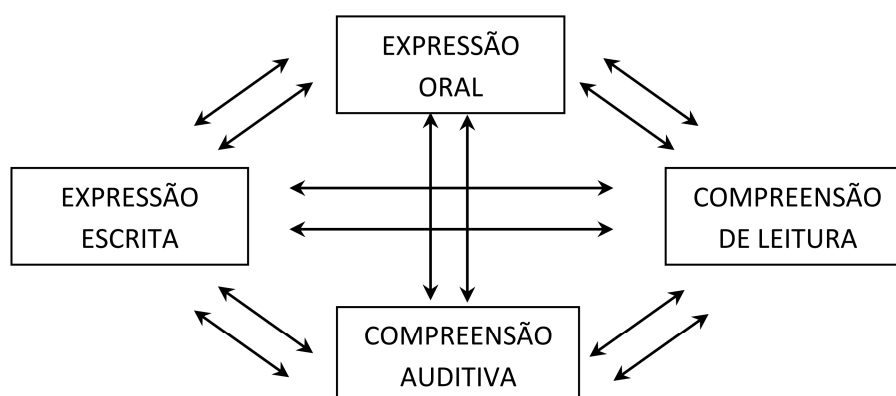 EXPRESSÃO
ORAL
EXPRESSÃO
ESCRITA
COMPREENSÃO
DE LEITURA
COMPREENSÃO
AUDITIVA